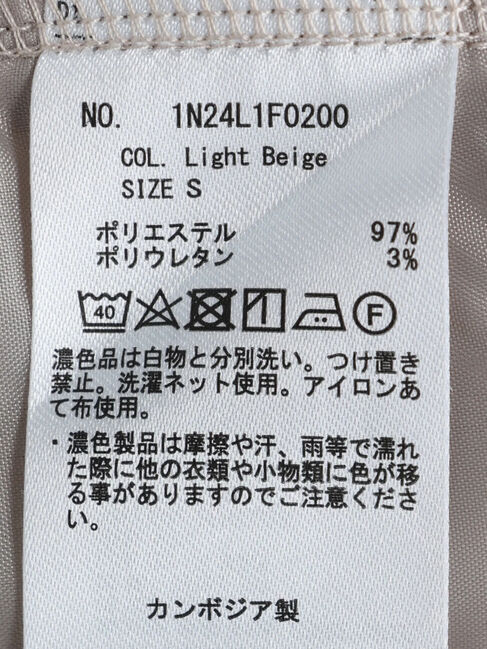 NO. 1N24L1F0200
COL. Light Beige
SIZE S
ポリエステル 97%
ポリウレタン 3%
40 F
濃色品は白物と分別洗い。つけ置き
禁止。洗濯ネット使用。アイロンあ
て布使用。
・濃色製品は摩擦や汗、雨等で濡れ
た際に他の衣類や小物類に色が移
る事がありますのでご注意くださ
い。
カンボジア製